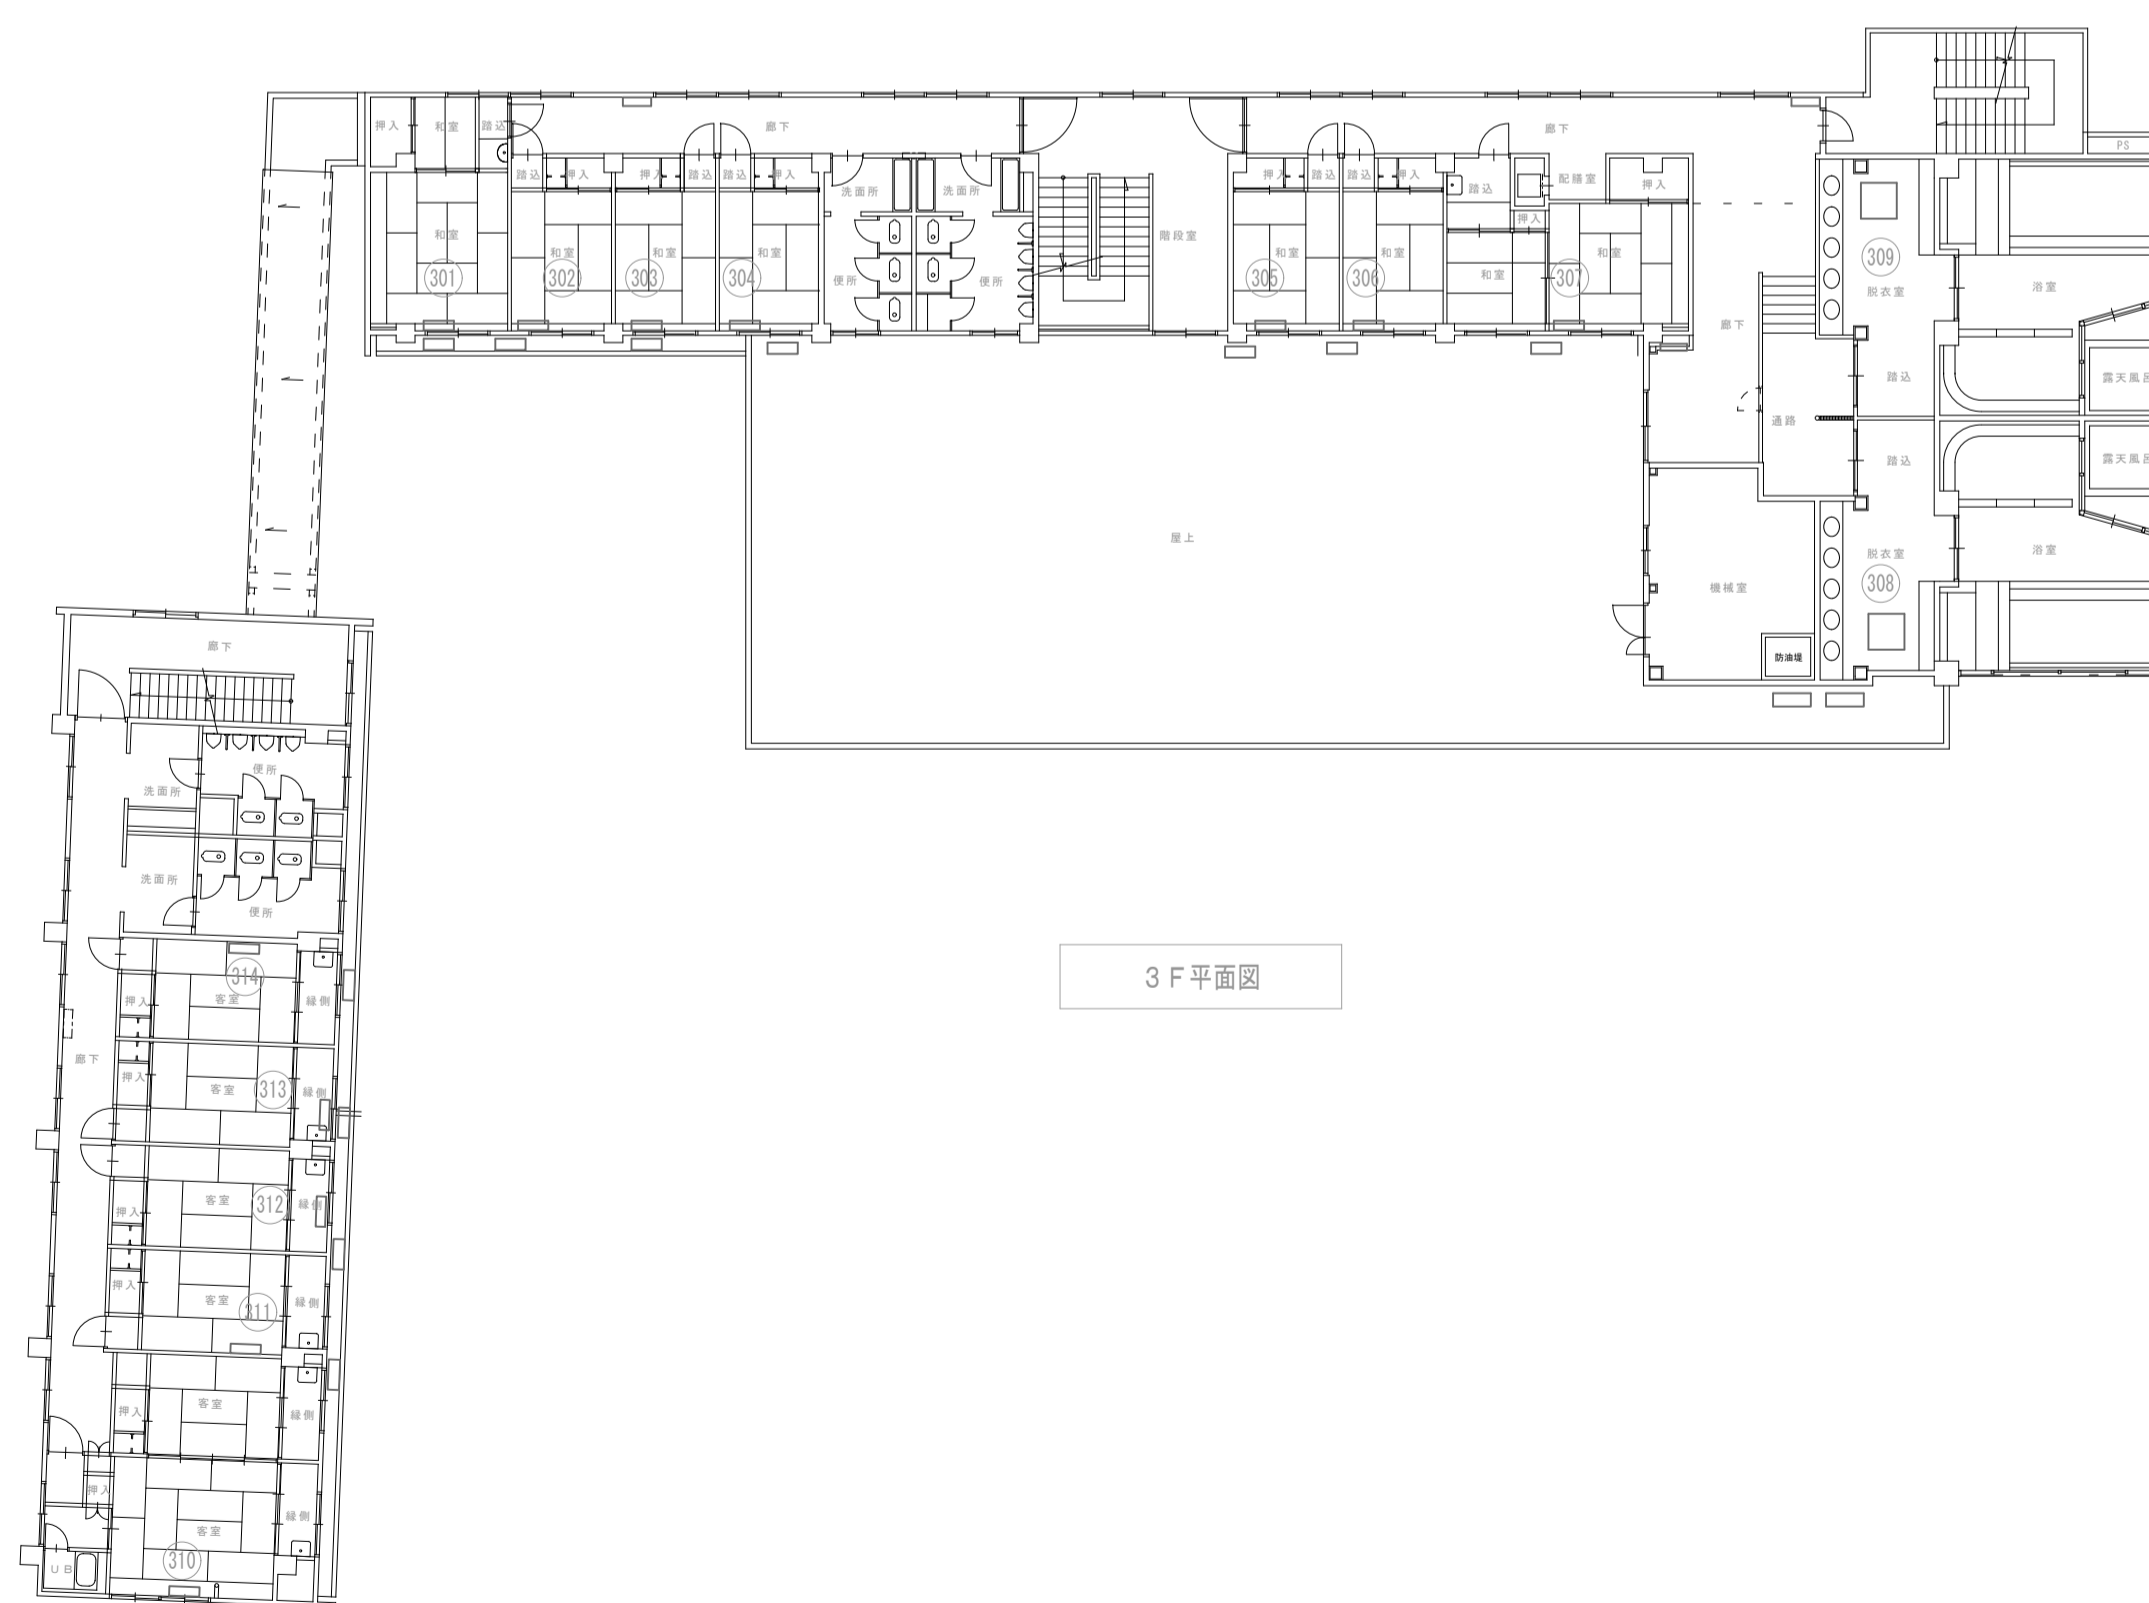 押入
和室
踏込
廊下
廊下
PS
踏込
押入
押入
踏込
踏込
押入
洗面所
洗面所
押入
踏込
踏込
押入
踏込
配膳室
押入
押入
和室
301
和室
302
和室
303
和室
304
便所
便所
階段室
和室
305
和室
306
和室
307
和室
309
脱衣室
浴室
廊下
踏込
露天風呂
通路
踏込
露天風呂
屋上
脱衣室
308
浴室
機械室
防油堤
廊下
便所
洗面所
洗面所
便所
314
押入
客室
縁側
廊下
押入
客室
313
縁側
押入
客室
312
縁側
押入
客室
311
縁側
押入
客室
縁側
押入
客室
縁側
310
UB
3F平面図